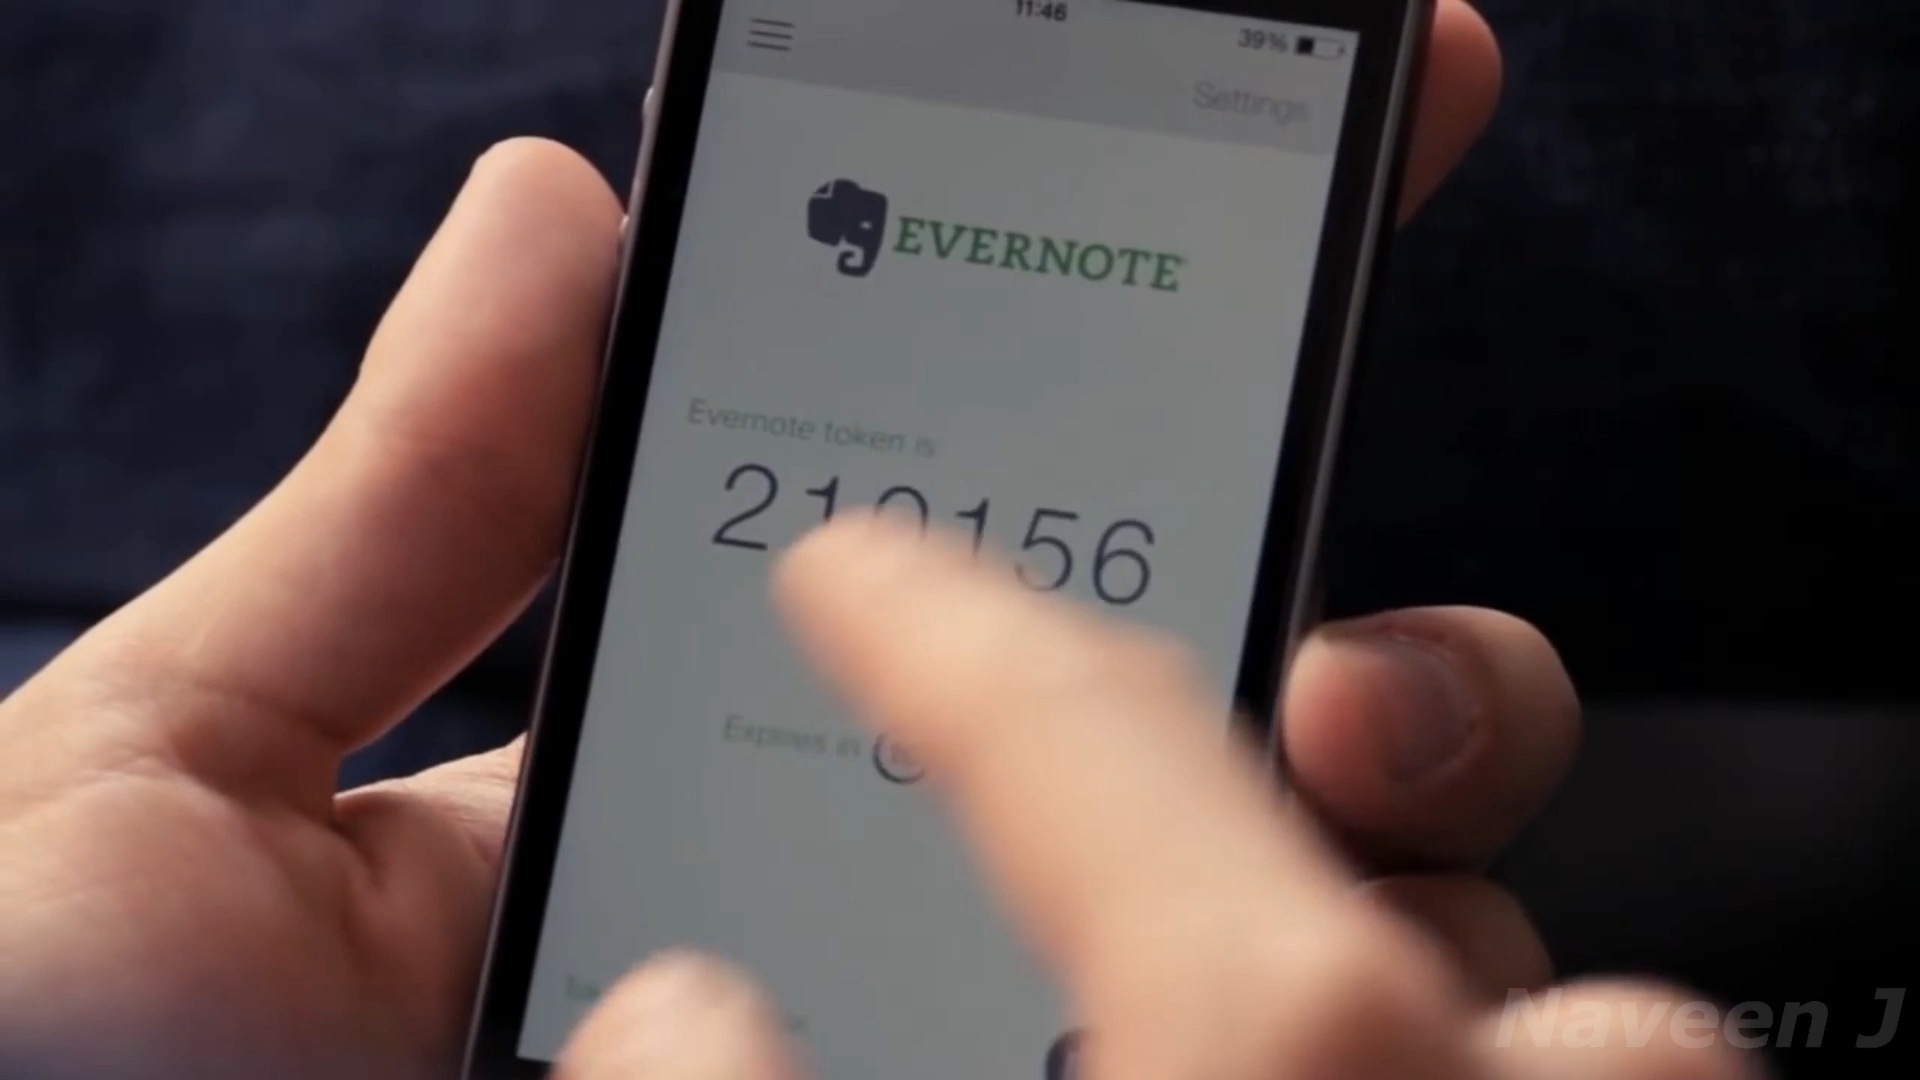 11:46
39%
Settings
EVERNOTE
Evernote token is
210156
Expires in
Naveen J